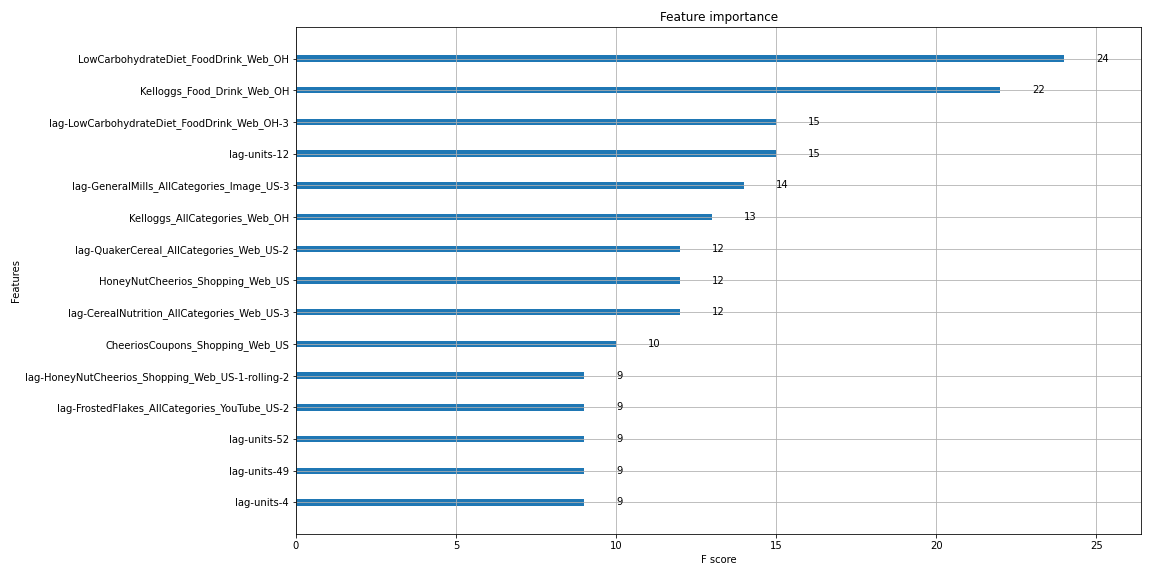 Feature importance
LowCarbohydrateDiet_FoodDrink_Web_OH 24
Kelloggs_Food_Drink_Web_OH 22
lag-LowCarbohydrateDiet_FoodDrink_Web_OH-3 15
lag-units-12 15
lag-GeneralMills_AllCategories_Image_US-3 14
Kelloggs_AllCategories_Web_OH 13
lag-QuakerCereal_AllCategories_Web_US-2 12
HoneyNutCheerios_Shopping_Web_US 12
lag-CerealNutrition_AllCategories_Web_US-3 12
CheeriosCoupons_Shopping_Web_US 10
lag-HoneyNutCheerios_Shopping_Web_US-1-rolling-2 9
lag-FrostedFlakes_AllCategories_YouTube_US-2 9
lag-units-52 9
lag-units-49 9
lag-units-4 9
Features
0 5 10 15 20 25
F score